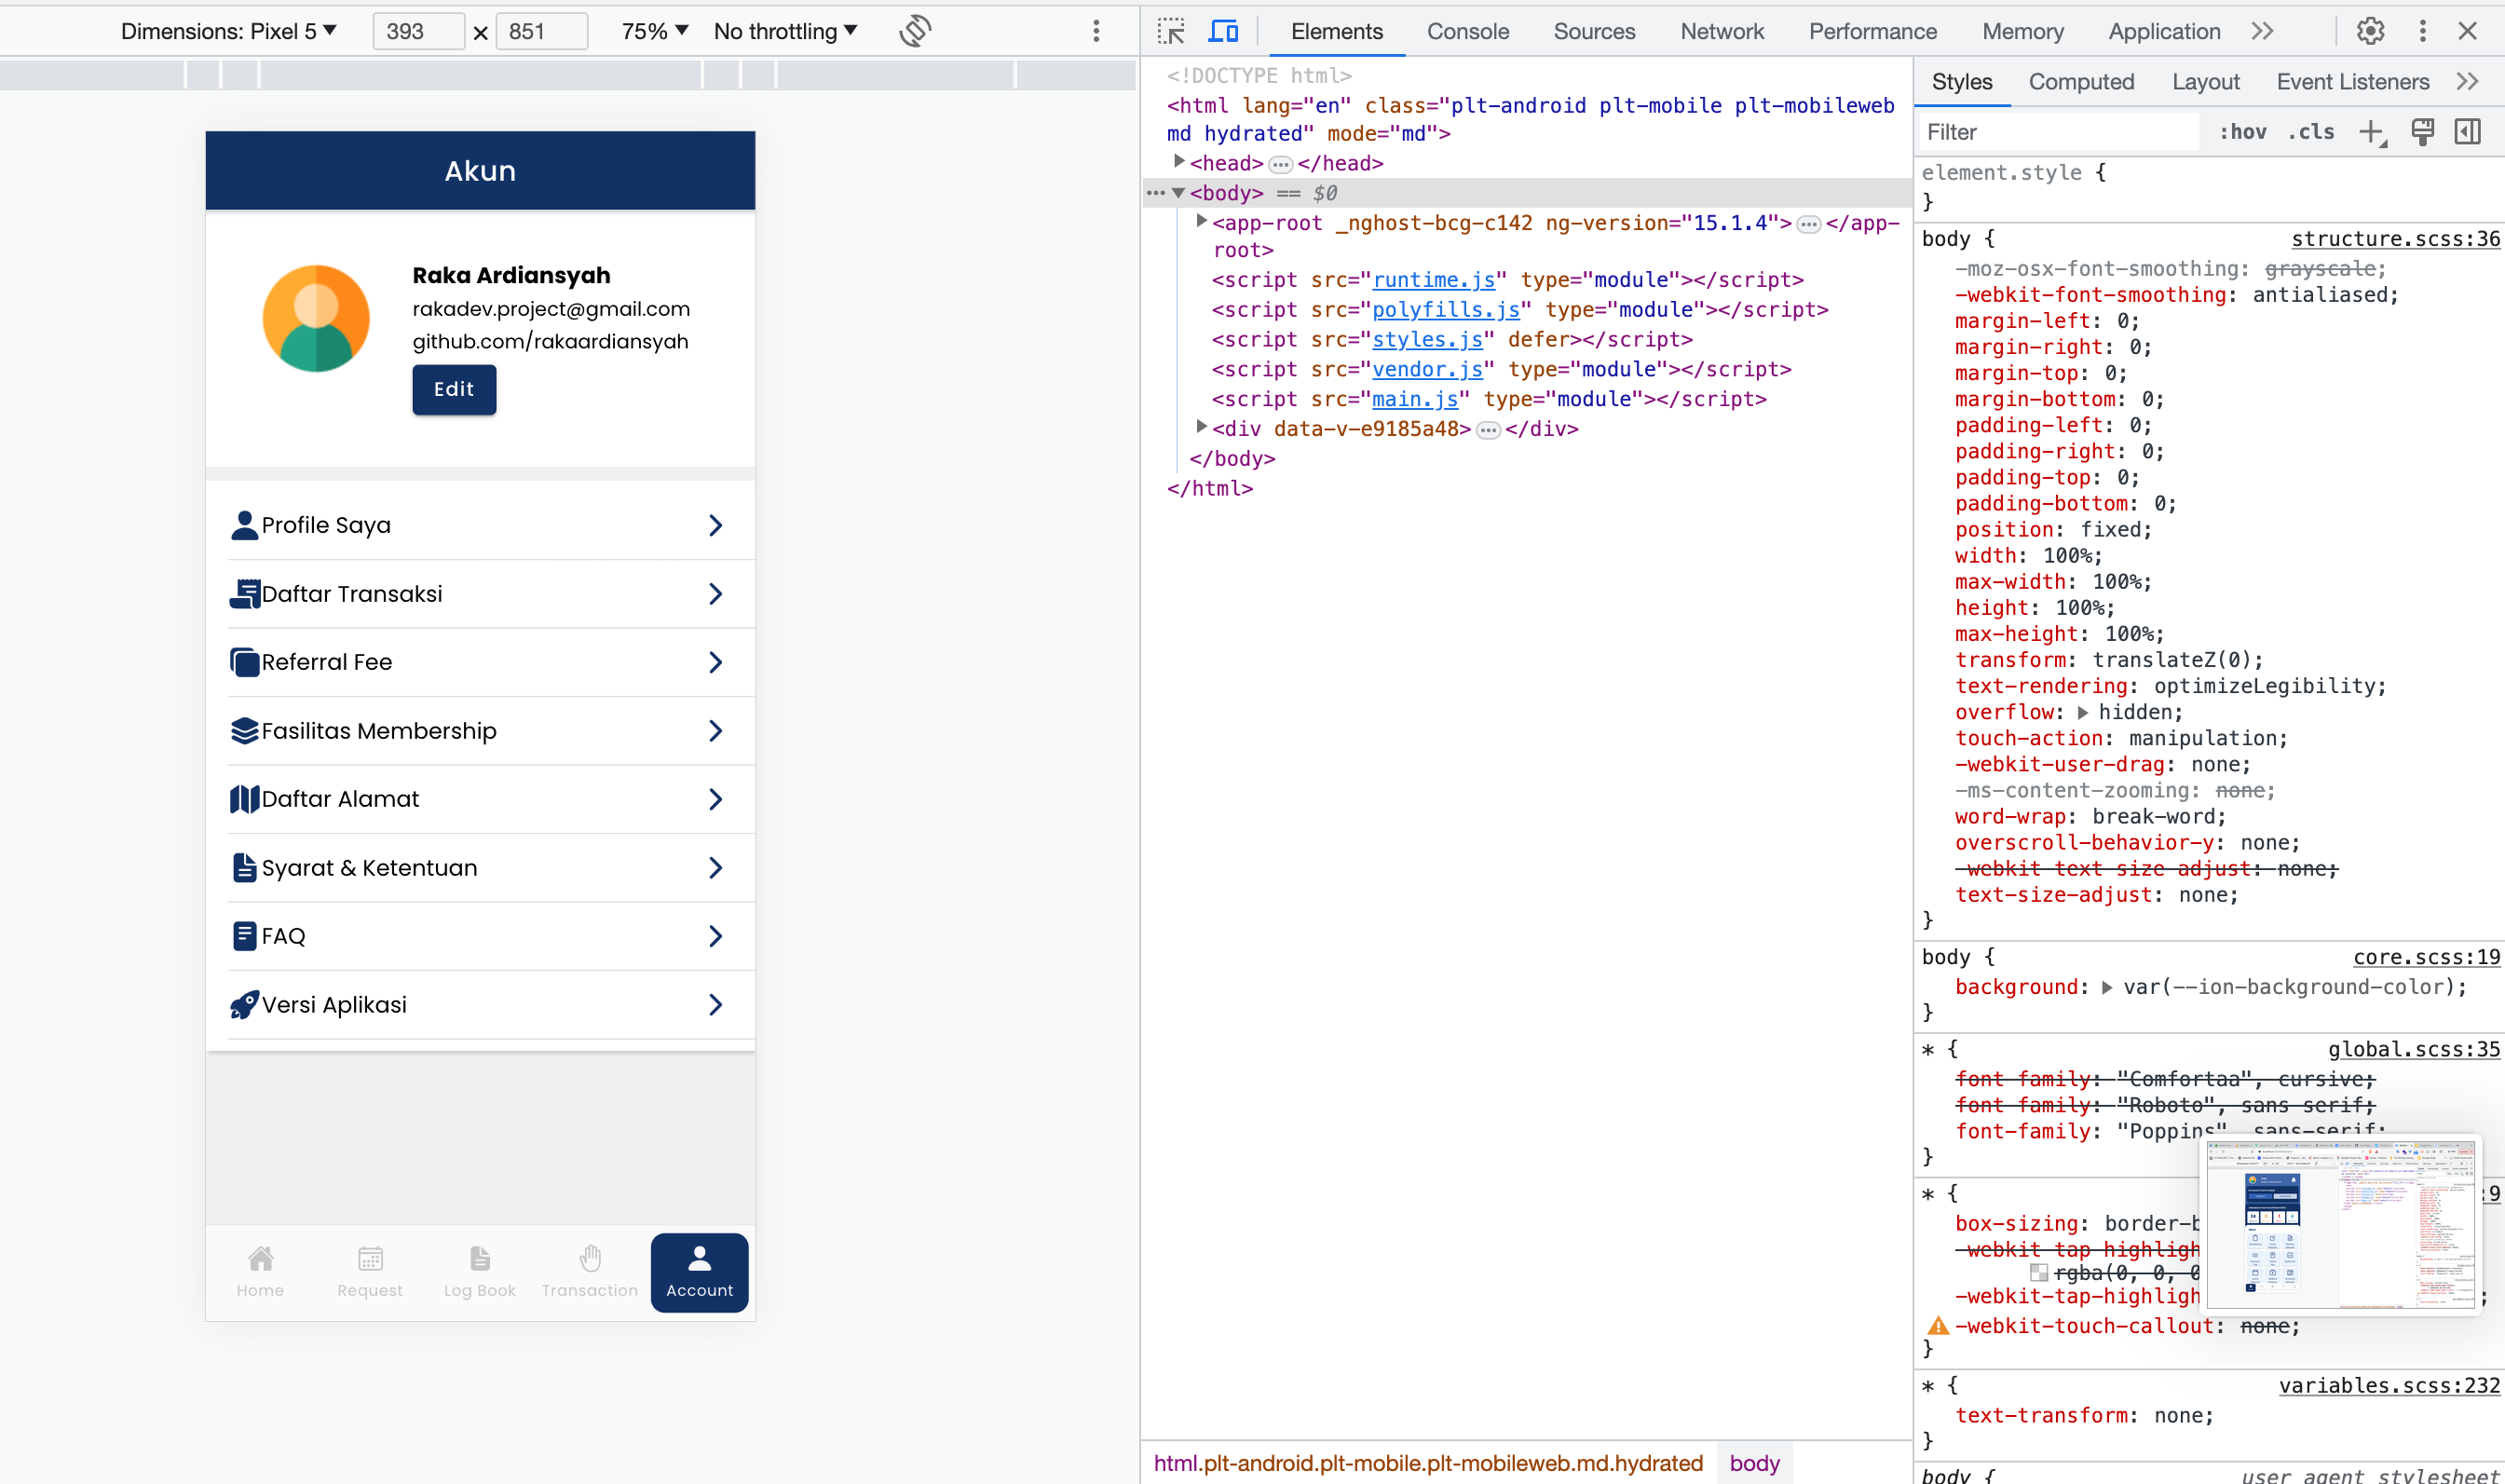 Dimensions: Pixel 5 ▼ 393 × 851 75% ▼ No throttling ▼
Akun
Raka Ardiansyah
rakadev.project@gmail.com
github.com/rakaardiansyah
Edit
Profile Saya
Daftar Transaksi
Referral Fee
Fasilitas Membership
Daftar Alamat
Syarat & Ketentuan
FAQ
Versi Aplikasi
Home Request Log Book Transaction Account
Elements Console Sources Network Performance Memory Application
<!DOCTYPE html>
<html lang="en" class="plt-android plt-mobile plt-mobileweb
md hydrated" mode="md">
<head>…</head>
…<body> == $0
<app-root _nghost-bcg-c142 ng-version="15.1.4">…</app-
root>
<script src="runtime.js" type="module"></script>
<script src="polyfills.js" type="module"></script>
<script src="styles.js" defer></script>
<script src="vendor.js" type="module"></script>
<script src="main.js" type="module"></script>
<div data-v-e9185a48>…</div>
</body>
</html>
html.plt-android.plt-mobile.plt-mobileweb.md.hydrated body
Styles Computed Layout Event Listeners
Filter :hov .cls
element.style {
}
body { structure.scss:36
-moz-osx-font-smoothing: grayscale;
-webkit-font-smoothing: antialiased;
margin-left: 0;
margin-right: 0;
margin-top: 0;
margin-bottom: 0;
padding-left: 0;
padding-right: 0;
padding-top: 0;
padding-bottom: 0;
position: fixed;
width: 100%;
max-width: 100%;
height: 100%;
max-height: 100%;
transform: translateZ(0);
text-rendering: optimizeLegibility;
overflow: hidden;
touch-action: manipulation;
-webkit-user-drag: none;
-ms-content-zooming: none;
word-wrap: break-word;
overscroll-behavior-y: none;
-webkit-text-size-adjust: none;
text-size-adjust: none;
}
body { core.scss:19
background: var(--ion-background-color);
}
* { global.scss:35
font-family: "Comfortaa", cursive;
font-family: "Roboto", sans-serif;
font-family: "Poppins", sans-serif;
}
* { :9
box-sizing: border-b
-webkit-tap-highligh
rgba(0, 0, 0
-webkit-tap-highligh ;
-webkit-touch-callout: none;
}
* { variables.scss:232
text-transform: none;
}
body { user agent stylesheet